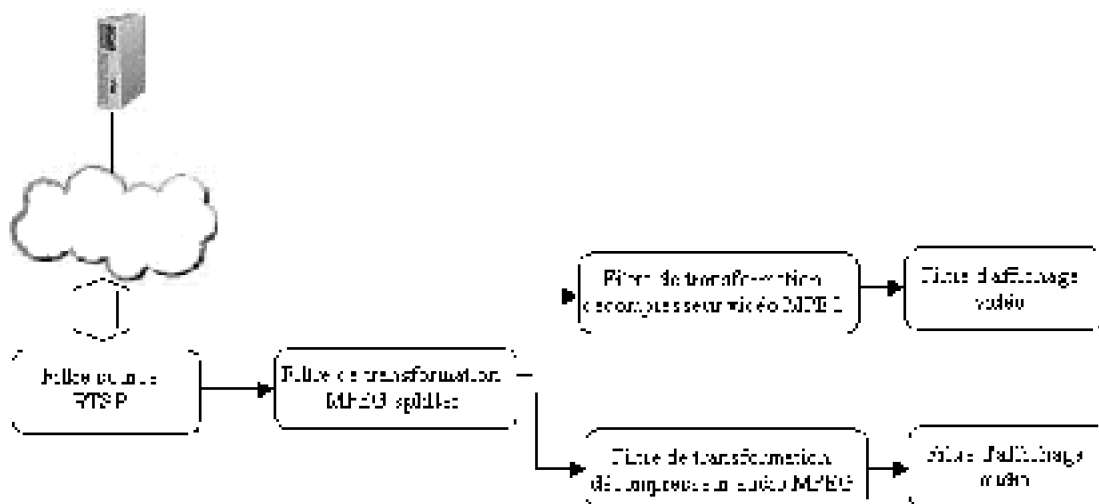 Filtre de transformation
décompresseur vidéo MPEG
Filtre d'affichage
vidéo
Filtre source
RTSP
Filtre de transformation
MPEG splitter
Filtre de transformation
décompresseur audio MPEG
Filtre d'affichage
audio